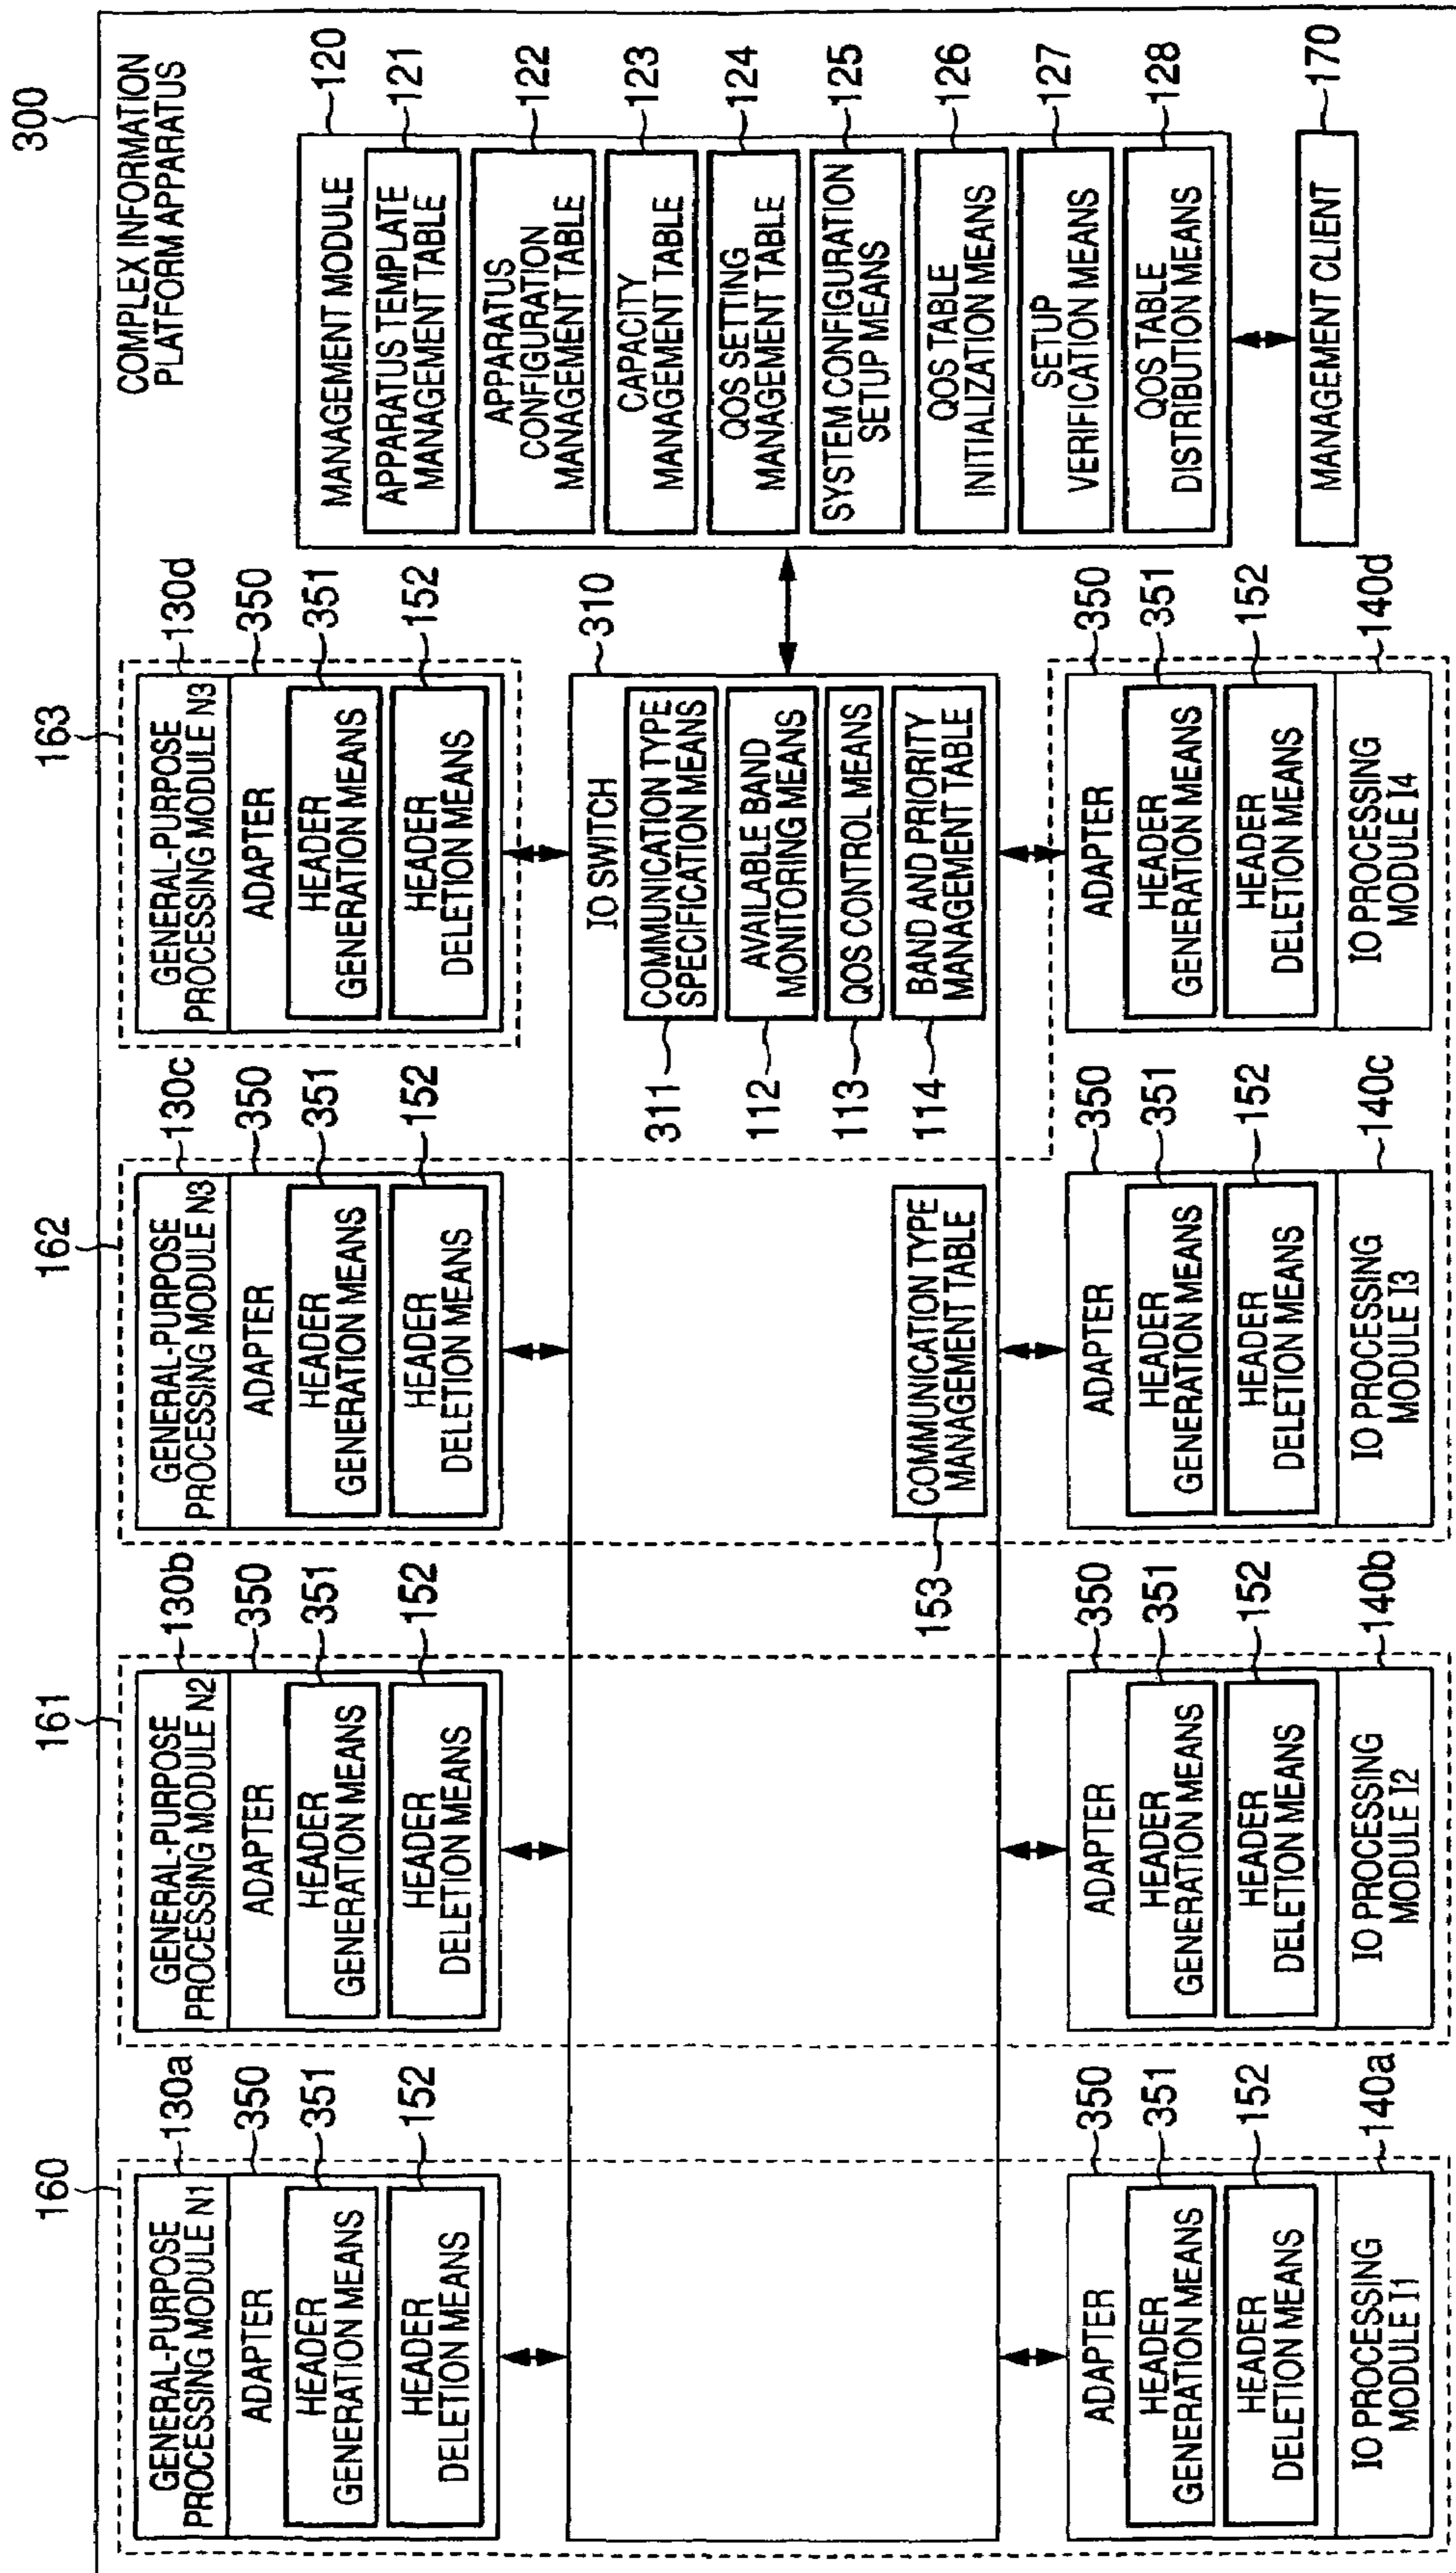 300
COMPLEX INFORMATION
PLATFORM APPARATUS
160
130a
GENERAL-PURPOSE
PROCESSING MODULE N1
350
ADAPTER
351
HEADER
GENERATION MEANS
152
HEADER
DELETION MEANS
161
130b
GENERAL-PURPOSE
PROCESSING MODULE N2
350
ADAPTER
351
HEADER
GENERATION MEANS
152
HEADER
DELETION MEANS
162
130c
GENERAL-PURPOSE
PROCESSING MODULE N3
350
ADAPTER
351
HEADER
GENERATION MEANS
152
HEADER
DELETION MEANS
163
130d
GENERAL-PURPOSE
PROCESSING MODULE N3
350
ADAPTER
351
HEADER
GENERATION MEANS
152
HEADER
DELETION MEANS
310
IO SWITCH
311
COMMUNICATION TYPE
SPECIFICATION MEANS
112
AVAILABLE BAND
MONITORING MEANS
113
QOS CONTROL MEANS
114
BAND AND PRIORITY
MANAGEMENT TABLE
153
COMMUNICATION TYPE
MANAGEMENT TABLE
350
ADAPTER
351
HEADER
GENERATION MEANS
152
HEADER
DELETION MEANS
140a
IO PROCESSING
MODULE I1
350
ADAPTER
351
HEADER
GENERATION MEANS
152
HEADER
DELETION MEANS
140b
IO PROCESSING
MODULE I2
350
ADAPTER
351
HEADER
GENERATION MEANS
152
HEADER
DELETION MEANS
140c
IO PROCESSING
MODULE I3
350
ADAPTER
351
HEADER
GENERATION MEANS
152
HEADER
DELETION MEANS
140d
IO PROCESSING
MODULE I4
120
MANAGEMENT MODULE
121
APPARATUS TEMPLATE
MANAGEMENT TABLE
122
APPARATUS
CONFIGURATION
MANAGEMENT TABLE
123
CAPACITY
MANAGEMENT TABLE
124
QOS SETTING
MANAGEMENT TABLE
125
SYSTEM CONFIGURATION
SETUP MEANS
126
QOS TABLE
INITIALIZATION MEANS
127
SETUP
VERIFICATION MEANS
128
QOS TABLE
DISTRIBUTION MEANS
170
MANAGEMENT CLIENT